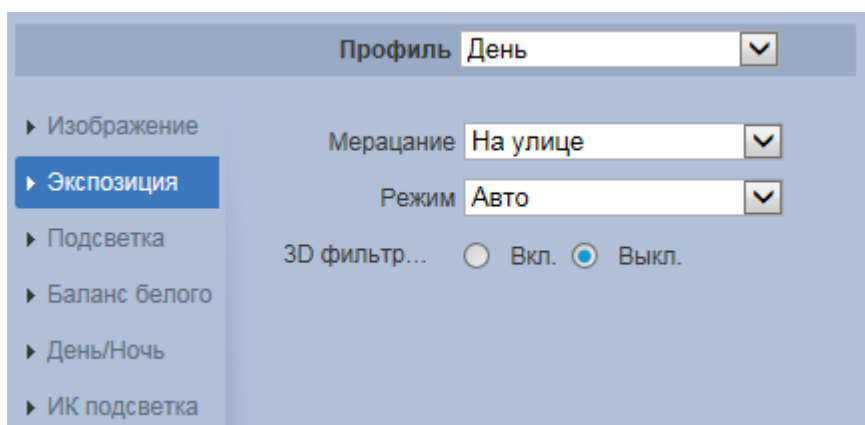 Профиль День
Изображение
Мерацание На улице
Экспозиция
Режим Авто
Подсветка
3D фильтр... Вкл. Выкл.
Баланс белого
День/Ночь
ИК подсветка